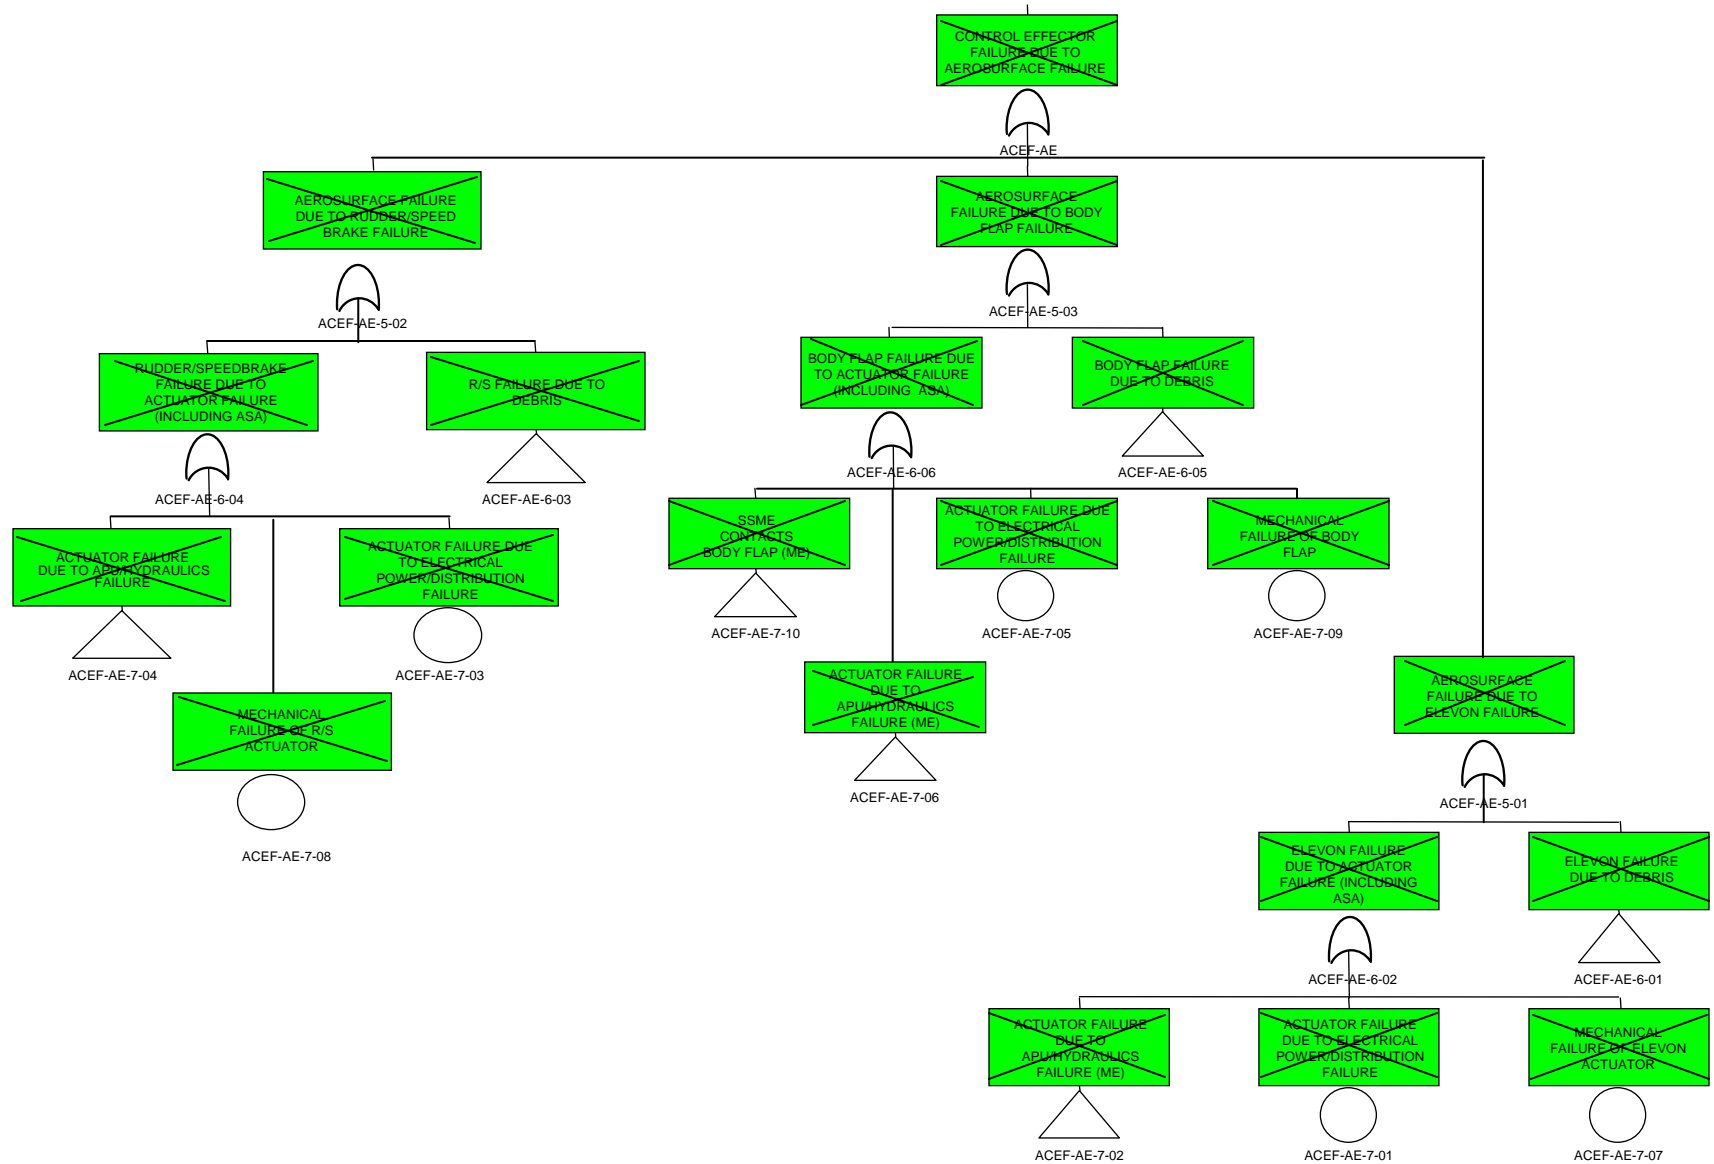 CONTROL EFFECTOR
FAILURE DUE TO
AEROSURFACE FAILURE
ACEF-AE
AEROSURFACE FAILURE
DUE TO RUDDER/SPEED
BRAKE FAILURE
ACEF-AE-5-02
AEROSURFACE
FAILURE DUE TO BODY
FLAP FAILURE
ACEF-AE-5-03
RUDDER/SPEEDBRAKE
FAILURE DUE TO
ACTUATOR FAILURE
(INCLUDING ASA)
ACEF-AE-6-04
R/S FAILURE DUE TO
DEBRIS
ACEF-AE-6-03
BODY FLAP FAILURE DUE
TO ACTUATOR FAILURE
(INCLUDING ASA)
ACEF-AE-6-06
BODY FLAP FAILURE
DUE TO DEBRIS
ACEF-AE-6-05
ACTUATOR FAILURE
DUE TO APU/HYDRAULICS
FAILURE
ACEF-AE-7-04
ACTUATOR FAILURE DUE
TO ELECTRICAL
POWER/DISTRIBUTION
FAILURE
ACEF-AE-7-03
MECHANICAL
FAILURE OF R/S
ACTUATOR
ACEF-AE-7-08
SSME
CONTACTS
BODY FLAP (ME)
ACEF-AE-7-10
ACTUATOR FAILURE DUE
TO ELECTRICAL
POWER/DISTRIBUTION
FAILURE
ACEF-AE-7-05
MECHANICAL
FAILURE OF BODY
FLAP
ACEF-AE-7-09
ACTUATOR FAILURE
DUE TO
APU/HYDRAULICS
FAILURE (ME)
ACEF-AE-7-06
AEROSURFACE
FAILURE DUE TO
ELEVON FAILURE
ACEF-AE-5-01
ELEVON FAILURE
DUE TO ACTUATOR
FAILURE (INCLUDING
ASA)
ACEF-AE-6-02
ELEVON FAILURE
DUE TO DEBRIS
ACEF-AE-6-01
ACTUATOR FAILURE
DUE TO
APU/HYDRAULICS
FAILURE (ME)
ACEF-AE-7-02
ACTUATOR FAILURE
DUE TO ELECTRICAL
POWER/DISTRIBUTION
FAILURE
ACEF-AE-7-01
MECHANICAL
FAILURE OF ELEVON
ACTUATOR
ACEF-AE-7-07